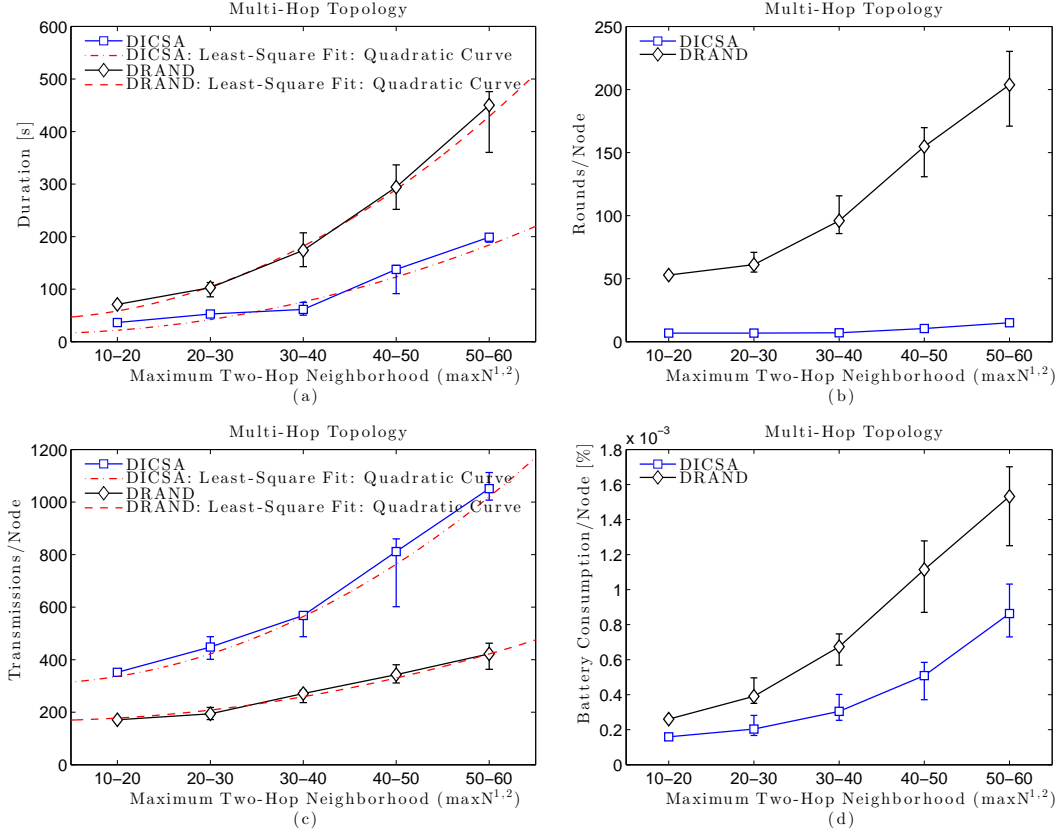 Multi-Hop Topology
600
500
400
300
200
100
0
Duration [s]
DICSA
DICSA: Least-Square Fit: Quadratic Curve
DRAND
DRAND: Least-Square Fit: Quadratic Curve
10–20 20–30 30–40 40–50 50–60
Maximum Two-Hop Neighborhood (maxN^{1,2})
(a)
Multi-Hop Topology
250
200
150
100
50
0
Rounds/Node
DICSA
DRAND
10–20 20–30 30–40 40–50 50–60
Maximum Two-Hop Neighborhood (maxN^{1,2})
(b)
Multi-Hop Topology
1200
1000
800
600
400
200
0
Transmissions/Node
DICSA
DICSA: Least-Square Fit: Quadratic Curve
DRAND
DRAND: Least-Square Fit: Quadratic Curve
10–20 20–30 30–40 40–50 50–60
Maximum Two-Hop Neighborhood (maxN^{1,2})
(c)
Multi-Hop Topology
x 10^{-3}
1.8
1.6
1.4
1.2
1
0.8
0.6
0.4
0.2
0
Battery Consumption/Node [%]
DICSA
DRAND
10–20 20–30 30–40 40–50 50–60
Maximum Two-Hop Neighborhood (maxN^{1,2})
(d)